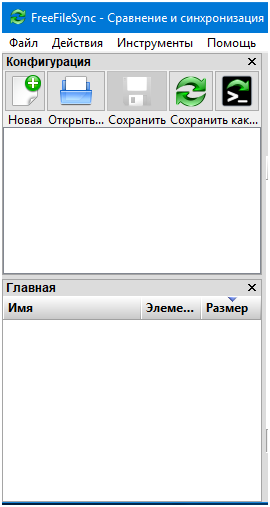 FreeFileSync - Сравнение и синхронизация
Файл Действия Инструменты Помощь
Конфигурация
Новая Открыть... Сохранить Сохранить как...
Главная
Имя Элеме... Размер